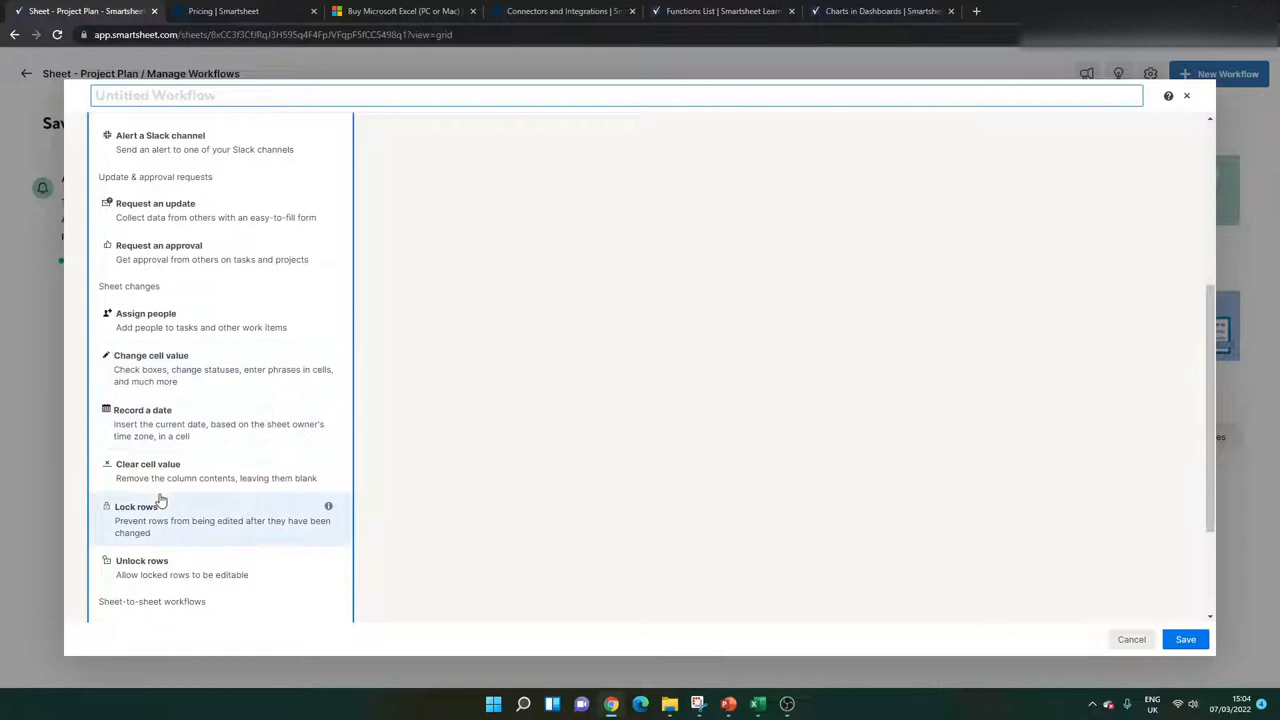 Sheet - Project Plan | Smartsheet
Pricing | Smartsheet
Buy Microsoft Excel (PC or Mac) |
Connectors and Integrations | Sm
Functions List | Smartsheet Lea
Charts in Dashboards | Smartshe
app.smartsheet.com/sheets/8xCC3f3CfJRqJ3H595q4F4FpJVFqpF5fCC5498q1?view=grid
Sheet - Project Plan / Manage Workflows
New Workflow
Untitled Workflow
Alert a Slack channel
Send an alert to one of your Slack channels
Update & approval requests
Request an update
Collect data from others with an easy-to-fill form
Request an approval
Get approval from others on tasks and projects
Sheet changes
Assign people
Add people to tasks and other work items
Change cell value
Check boxes, change statuses, enter phrases in cells,
and much more
Record a date
Insert the current date, based on the sheet owner's
time zone, in a cell
Clear cell value
Remove the column contents, leaving them blank
Lock rows
Prevent rows from being edited after they have been
changed
Unlock rows
Allow locked rows to be editable
Sheet-to-sheet workflows
Cancel
Save
ENG
UK
15:04
07/03/2022